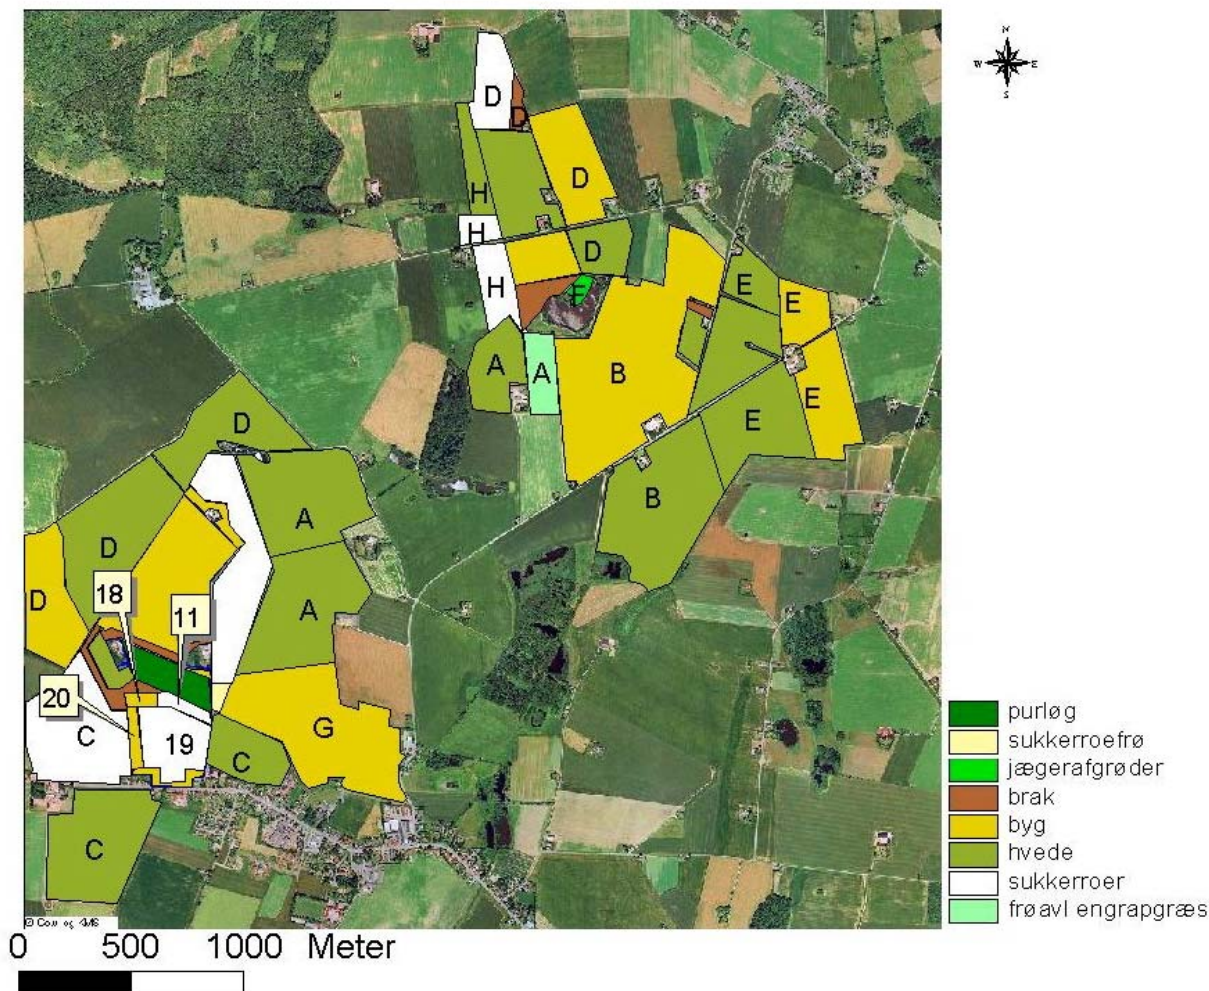 N
W E
S
D
D
D
H
H
D
E
H
E
F
A
A
B
E
D
E
B
A
D
18
D
A
11
20
C
19
G
C
C
purløg
sukkerroefrø
jægerafgrøder
brak
byg
hvede
sukkerroer
frøavl engrapgræs
0 500 1000 Meter